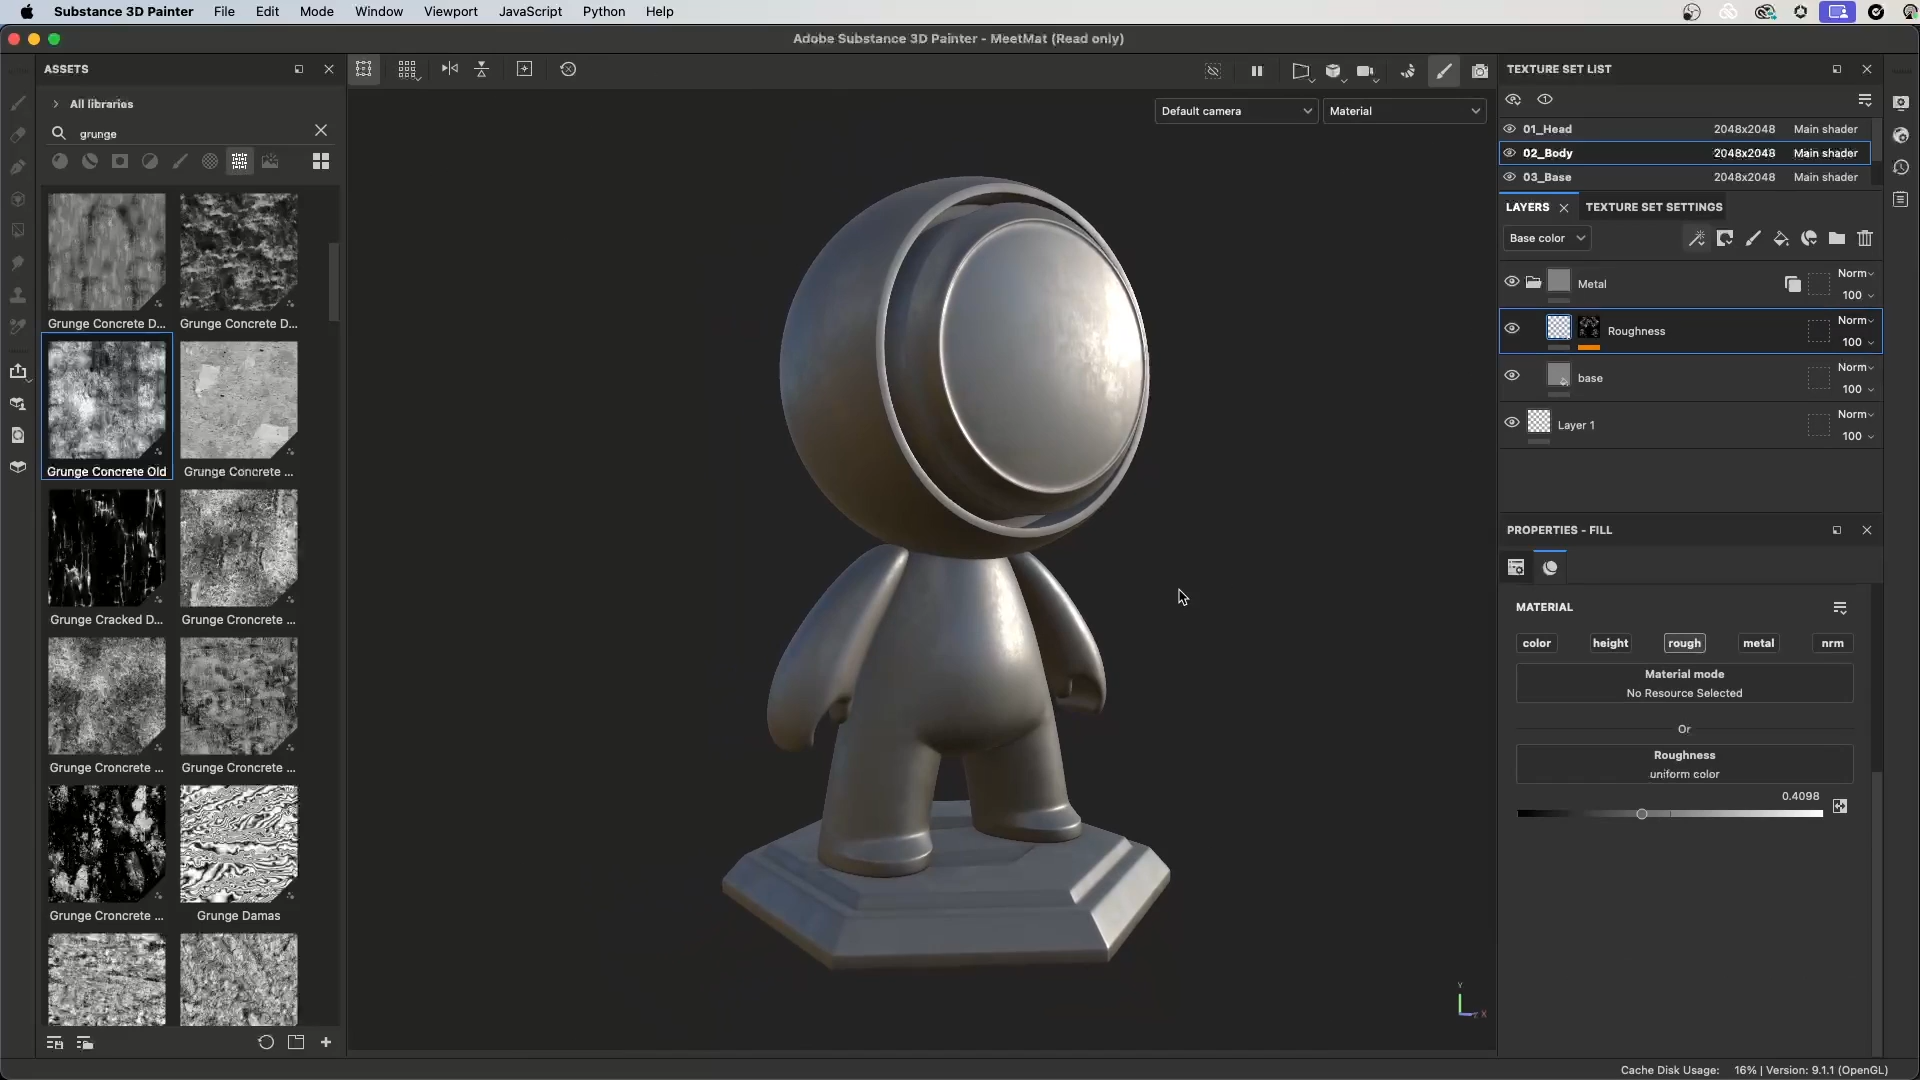 Substance 3D Painter File Edit Mode Window Viewport JavaScript Python Help
Adobe Substance 3D Painter - MeetMat (Read only)
ASSETS
All libraries
grunge
Grunge Concrete D...
Grunge Concrete D...
Grunge Concrete Old
Grunge Concrete ...
Grunge Cracked D...
Grunge Croncrete ...
Grunge Croncrete ...
Grunge Croncrete ...
Grunge Croncrete ...
Grunge Damas
Default camera
Material
Y
X
TEXTURE SET LIST
01_Head 2048x2048 Main shader
02_Body 2048x2048 Main shader
03_Base 2048x2048 Main shader
LAYERS TEXTURE SET SETTINGS
Base color
Metal Norm 100
Roughness Norm 100
base Norm 100
Layer 1 Norm 100
PROPERTIES - FILL
MATERIAL
color height rough metal nrm
Material mode
No Resource Selected
Or
Roughness
uniform color
0.4098
Cache Disk Usage: 16% | Version: 9.1.1 (OpenGL)